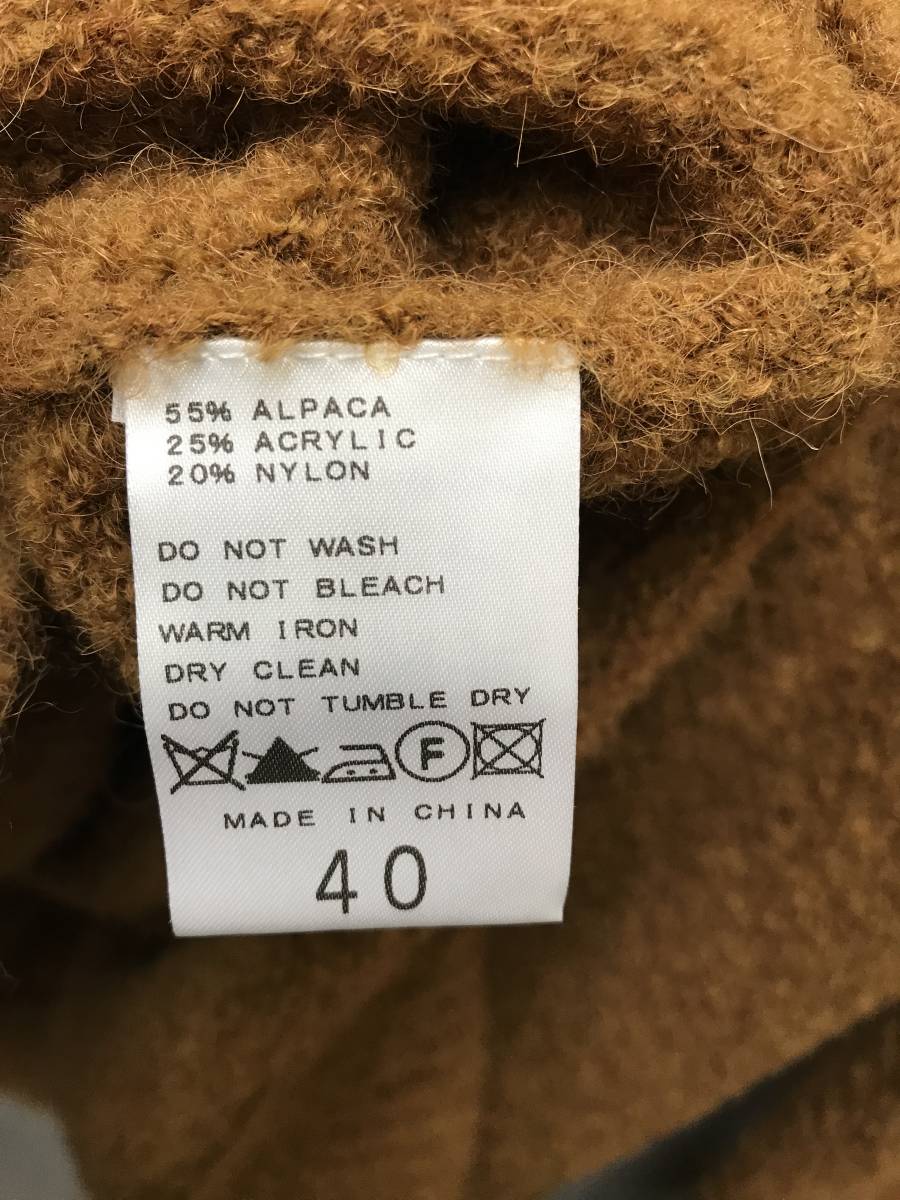 55% ALPACA
25% ACRYLIC
20% NYLON
DO NOT WASH
DO NOT BLEACH
WARM IRON
DRY CLEAN
DO NOT TUMBLE DRY
F
MADE IN CHINA
40